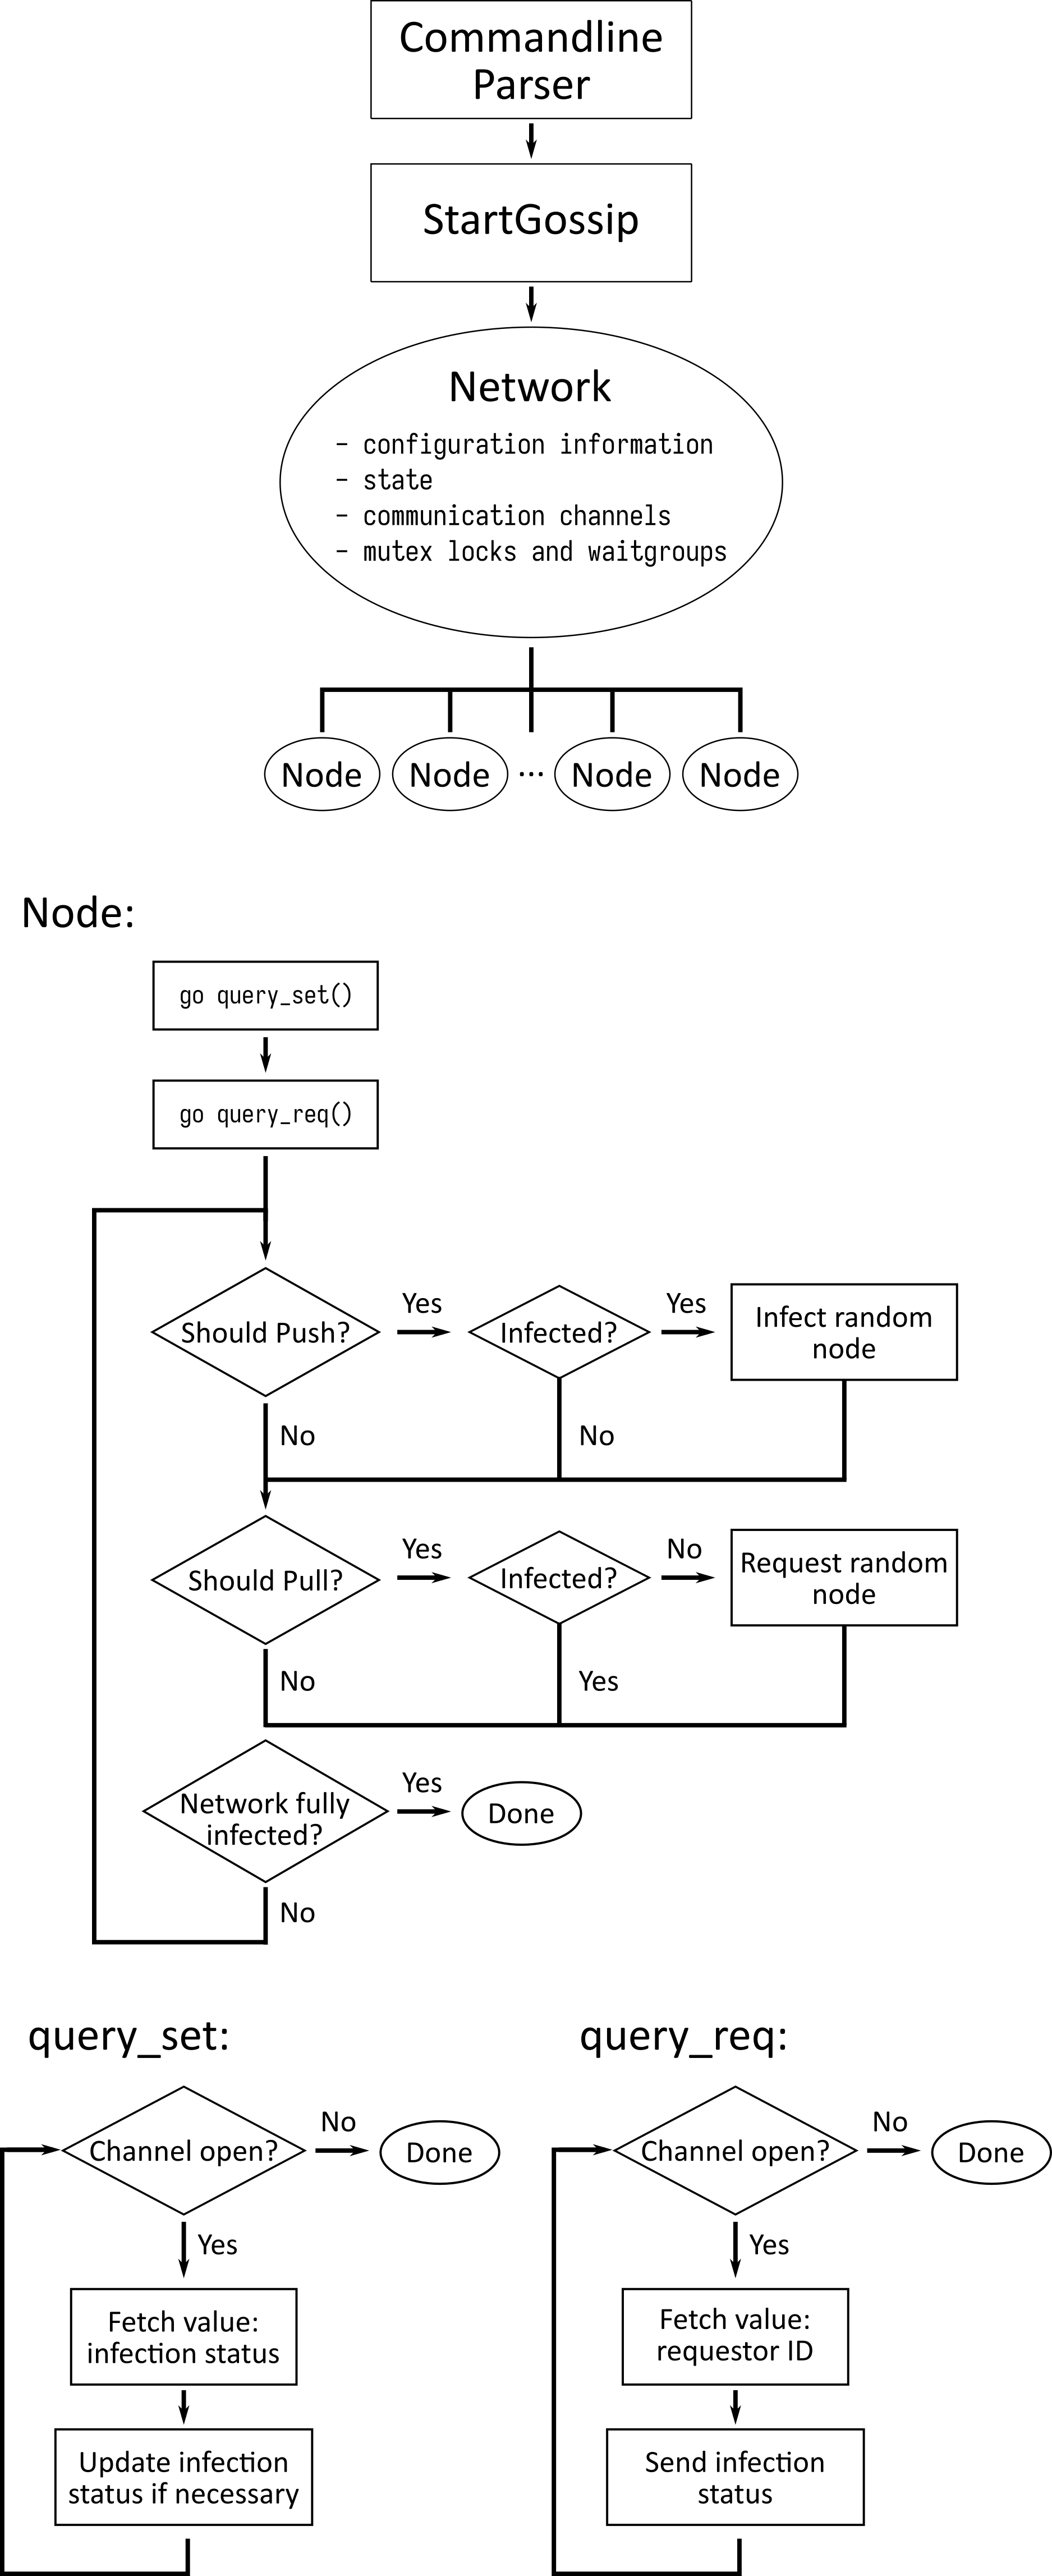 Commandline
Parser
StartGossip
Network
- configuration information
- state
- communication channels
- mutex locks and waitgroups
Node
Node
...
Node
Node
Node:
go query_set()
go query_req()
Should Push?
Yes
Infected?
Yes
Infect random
node
No
No
Should Pull?
Yes
Infected?
No
Request random
node
No
Yes
Network fully
infected?
Yes
Done
No
query_set:
Channel open?
No
Done
Yes
Fetch value:
infection status
Update infection
status if necessary
query_req:
Channel open?
No
Done
Yes
Fetch value:
requestor ID
Send infection
status